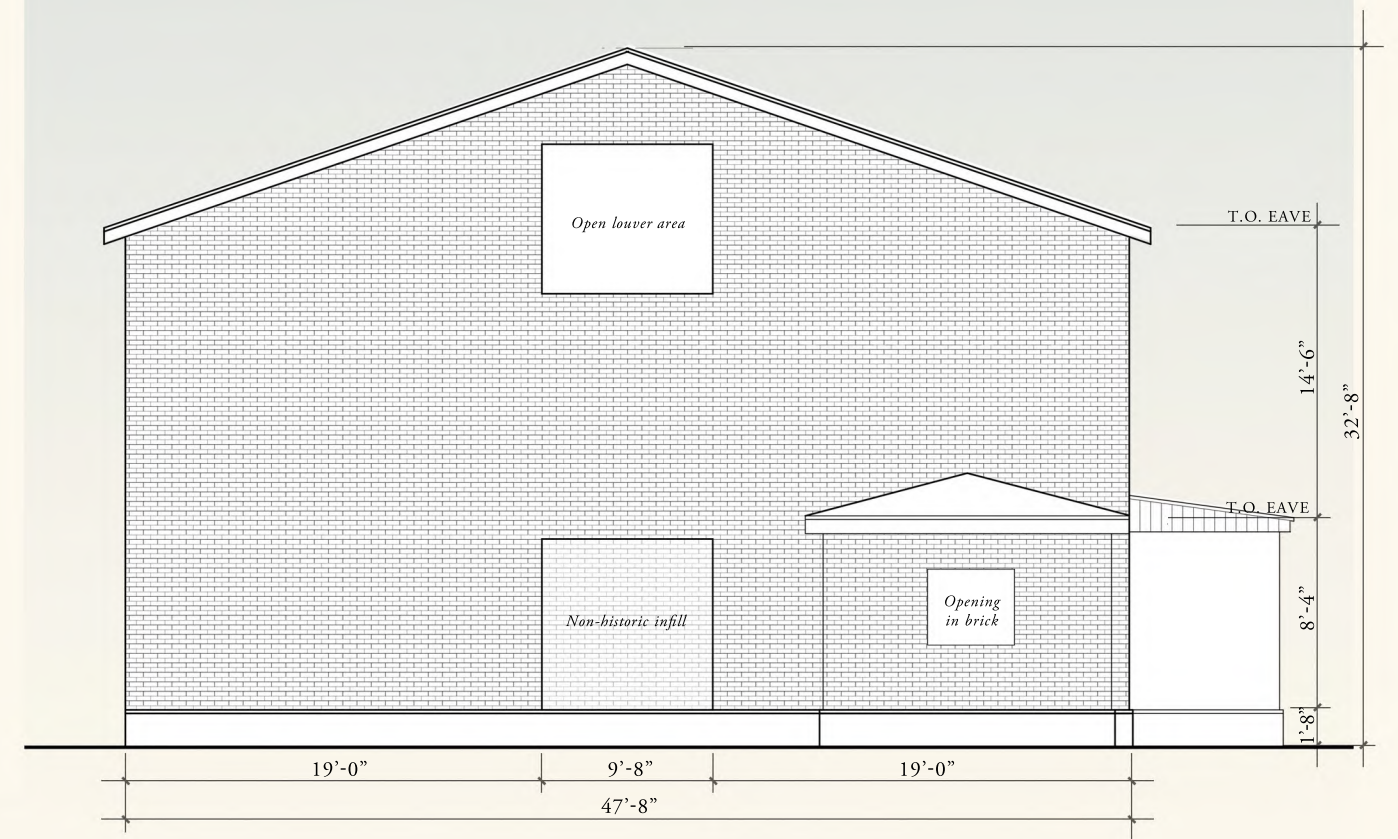 Open louver area
T.O. EAVE
14’-6”
32’-8”
T.O. EAVE
Opening
in brick
Non-historic infill
8’-4”
1’-8”
19’-0”
9’-8”
19’-0”
47’-8”